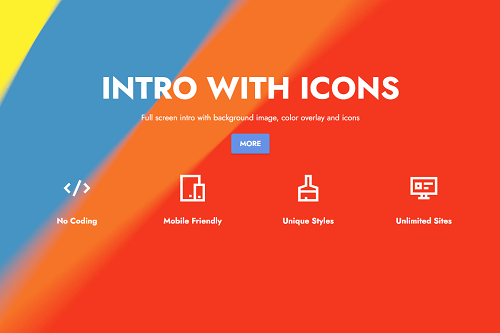 INTRO WITH ICONS
Full screen intro with background image, color overlay and icons
MORE
No Coding
Mobile Friendly
Unique Styles
Unlimited Sites